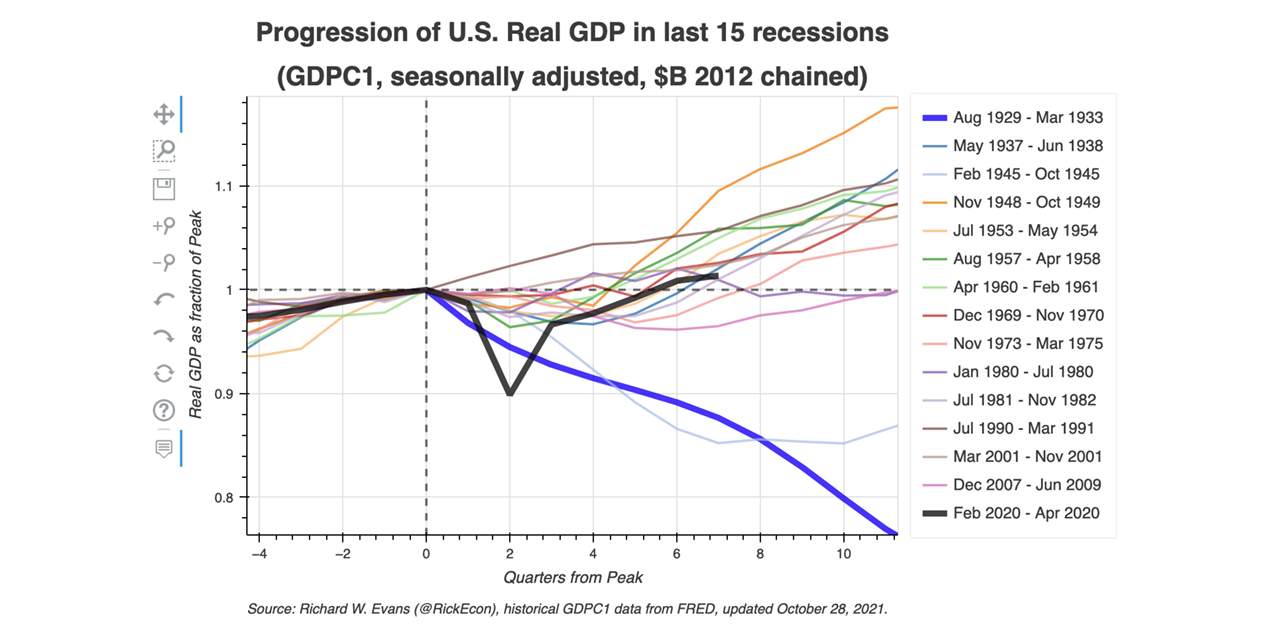 Progression of U.S. Real GDP in last 15 recessions
(GDPC1, seasonally adjusted, $B 2012 chained)
Real GDP as fraction of Peak
1.1
1
0.9
0.8
−4
−2
0
2
4
6
8
10
Quarters from Peak
Aug 1929 - Mar 1933
May 1937 - Jun 1938
Feb 1945 - Oct 1945
Nov 1948 - Oct 1949
Jul 1953 - May 1954
Aug 1957 - Apr 1958
Apr 1960 - Feb 1961
Dec 1969 - Nov 1970
Nov 1973 - Mar 1975
Jan 1980 - Jul 1980
Jul 1981 - Nov 1982
Jul 1990 - Mar 1991
Mar 2001 - Nov 2001
Dec 2007 - Jun 2009
Feb 2020 - Apr 2020
Source: Richard W. Evans (@RickEcon), historical GDPC1 data from FRED, updated October 28, 2021.